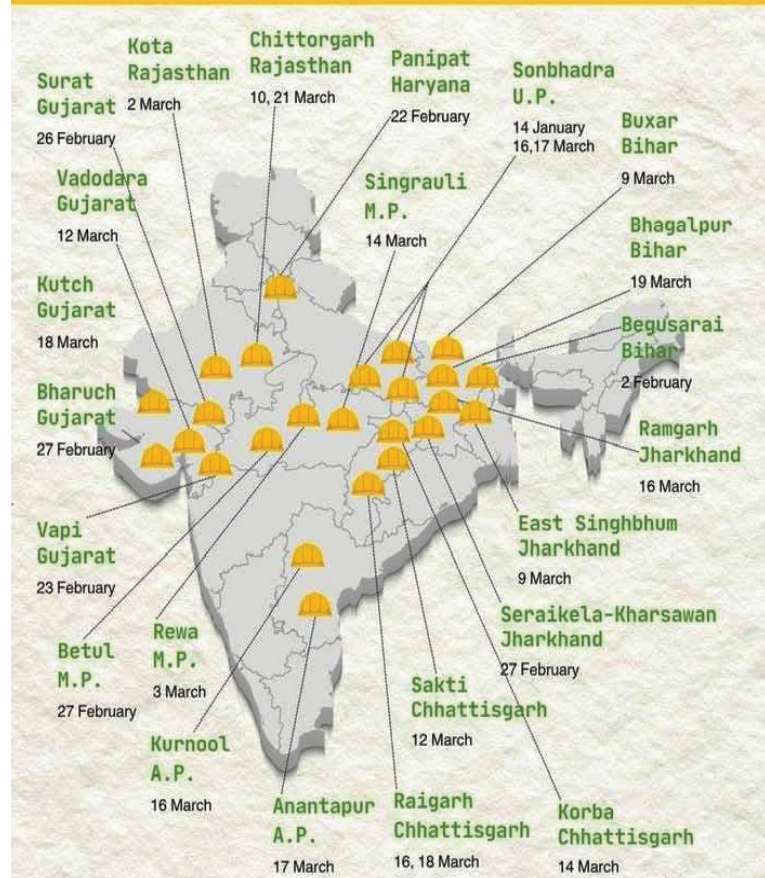 Kota
Rajasthan
2 March
Chittorgarh
Rajasthan
10, 21 March
Panipat
Haryana
22 February
Sonbhadra
U.P.
14 January
16,17 March
Surat
Gujarat
26 February
Buxar
Bihar
9 March
Vadodara
Gujarat
12 March
Singrauli
M.P.
14 March
Bhagalpur
Bihar
19 March
Kutch
Gujarat
18 March
Begusarai
Bihar
2 February
Bharuch
Gujarat
27 February
Ramgarh
Jharkhand
16 March
Vapi
Gujarat
23 February
East Singhbhum
Jharkhand
9 March
Seraikela-Kharsawan
Jharkhand
27 February
Betul
M.P.
27 February
Rewa
M.P.
3 March
Sakti
Chhattisgarh
12 March
Kurnool
A.P.
16 March
Anantapur
A.P.
17 March
Raigarh
Chhattisgarh
16, 18 March
Korba
Chhattisgarh
14 March